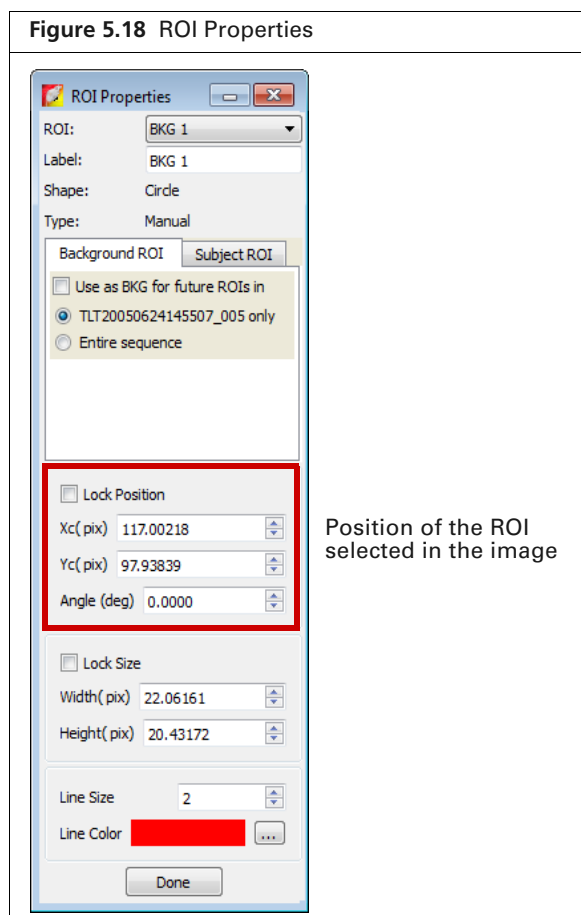 Figure 5.18 ROI Properties
ROI Properties
ROI: BKG 1
Label: BKG 1
Shape: Circle
Type: Manual
Background ROI Subject ROI
Use as BKG for future ROIs in
TLT20050624145507_005 only
Entire sequence
Lock Position
Xc( pix) 117.00218
Yc( pix) 97.93839
Angle (deg) 0.0000
Position of the ROI
selected in the image
Lock Size
Width( pix) 22.06161
Height( pix) 20.43172
Line Size 2
Line Color ...
Done